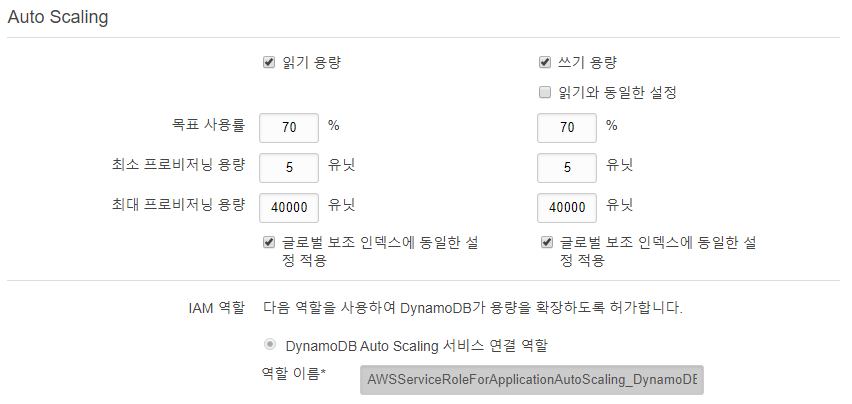 Auto Scaling
읽기 용량 쓰기 용량
읽기와 동일한 설정
목표 사용률 70 % 70 %
최소 프로비저닝 용량 5 유닛 5 유닛
최대 프로비저닝 용량 40000 유닛 40000 유닛
글로벌 보조 인덱스에 동일한 설 글로벌 보조 인덱스에 동일한 설
정 적용 정 적용
IAM 역할 다음 역할을 사용하여 DynamoDB가 용량을 확장하도록 허가합니다.
DynamoDB Auto Scaling 서비스 연결 역할
역할 이름* AWSServiceRoleForApplicationAutoScaling_DynamoDB